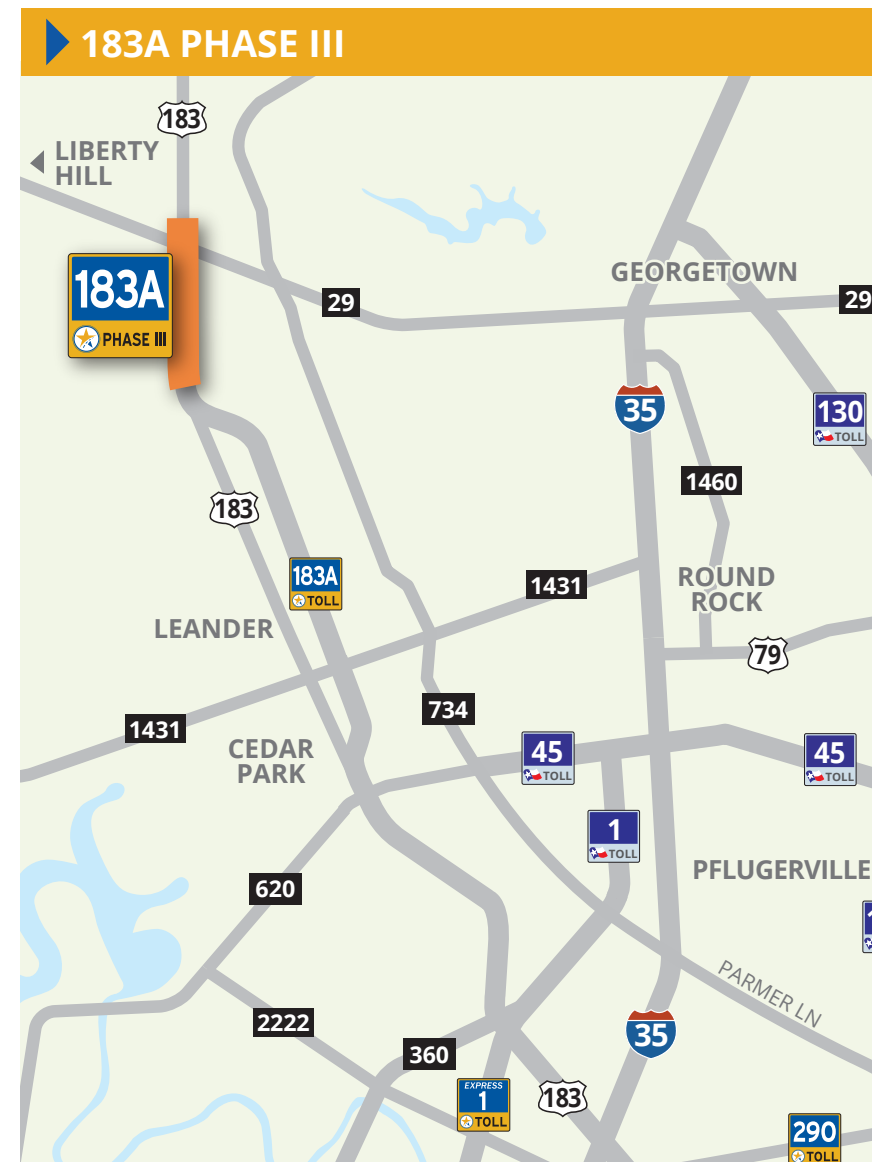 183A PHASE III
183
LIBERTY
HILL
GEORGETOWN
183A
PHASE III
29
29
35
130
TOLL
1460
183
183A
TOLL
1431
ROUND
ROCK
LEANDER
79
734
1431
CEDAR
PARK
45
TOLL
45
TOLL
1
TOLL
PFLUGERVILLE
620
PARMER LN
2222
35
360
EXPRESS
1
TOLL
183
290
TOLL